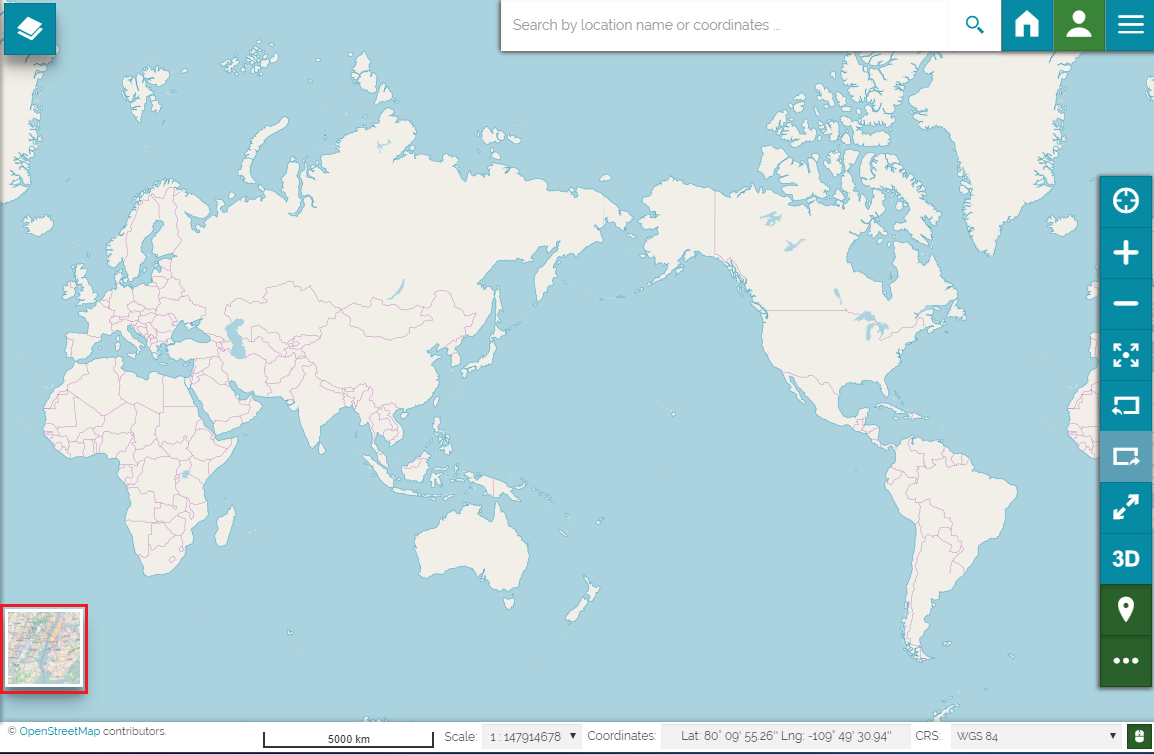 Search by location name or coordinates ...
3D
© OpenStreetMap contributors.
5000 km
Scale: 1 : 147914678
Coordinates: Lat: 80° 09' 55.26'' Lng: -109° 49' 30.94''
CRS: WGS 84